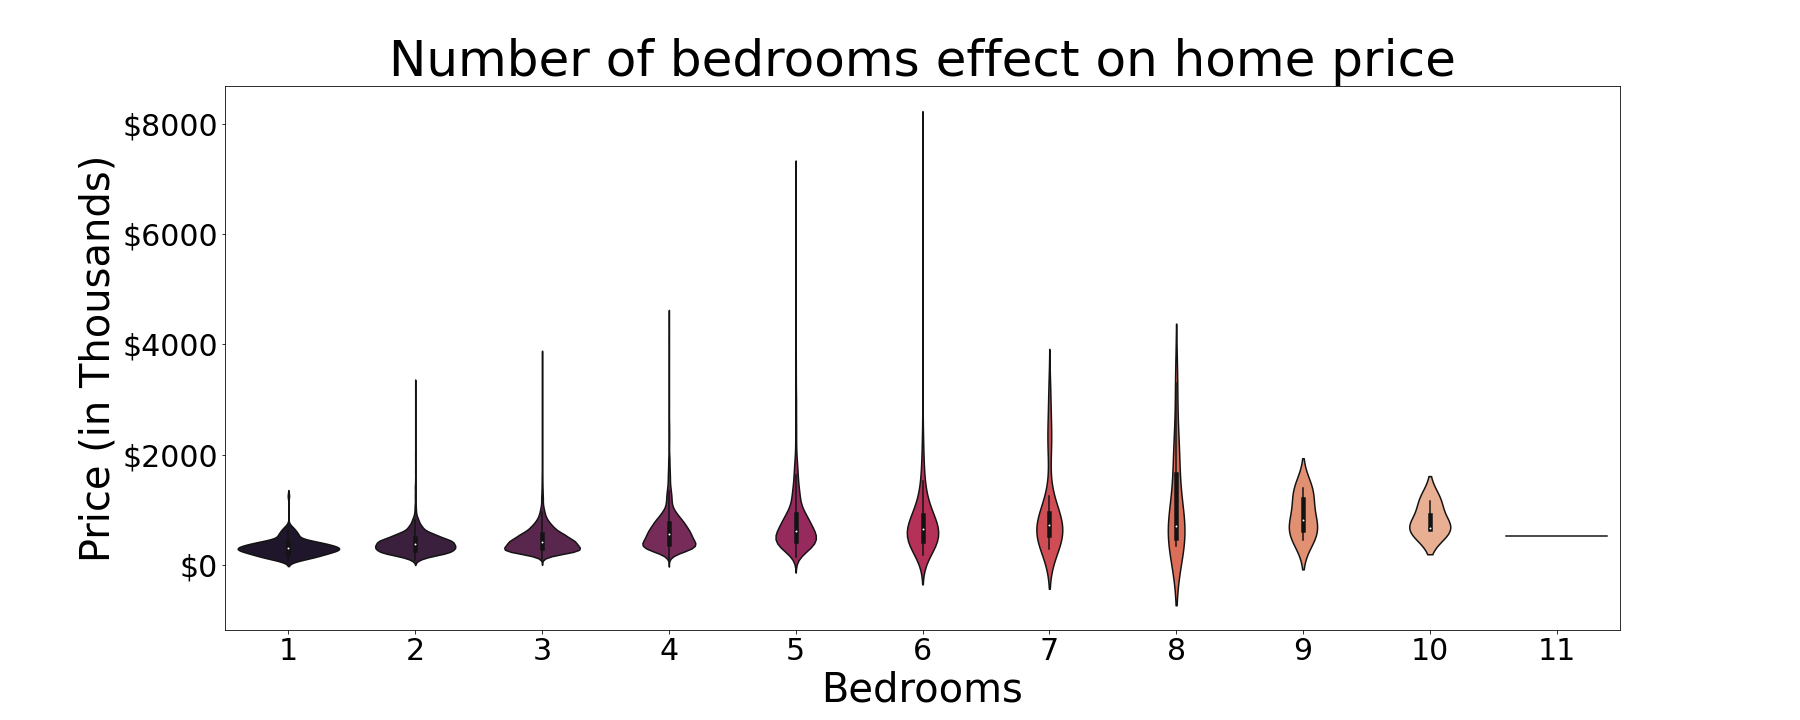 Number of bedrooms effect on home price
Price (in Thousands)
$8000
$6000
$4000
$2000
$0
1 2 3 4 5 6 7 8 9 10 11
Bedrooms